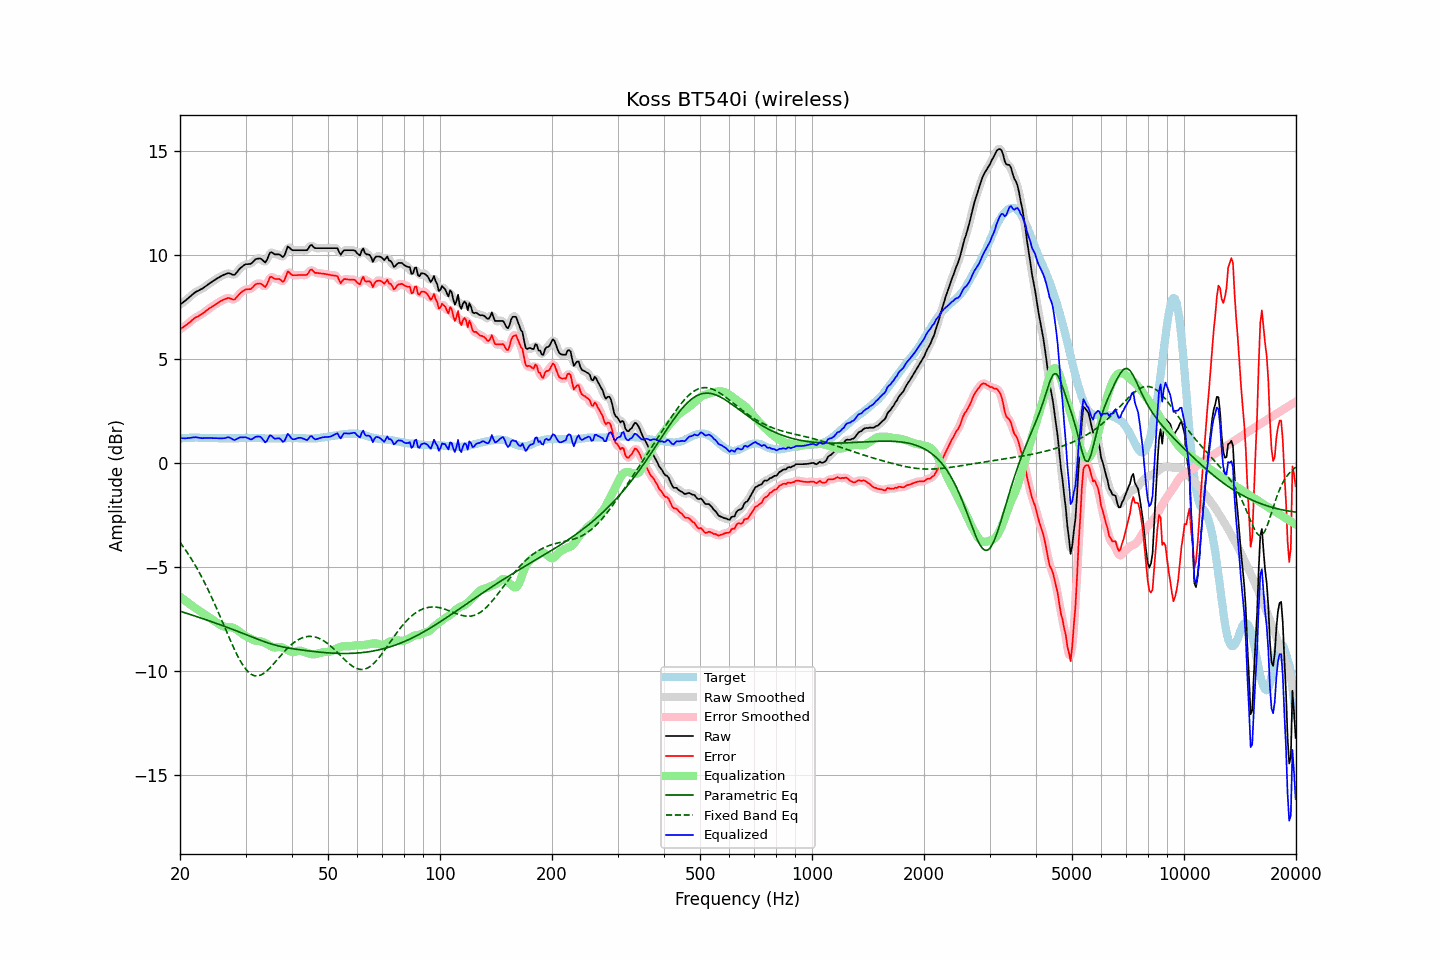 Koss BT540i (wireless)
Amplitude (dBr)
15
10
5
0
−5
−10
−15
20
50
100
200
500
1000
2000
5000
10000
20000
Frequency (Hz)
Target
Raw Smoothed
Error Smoothed
Raw
Error
Equalization
Parametric Eq
Fixed Band Eq
Equalized